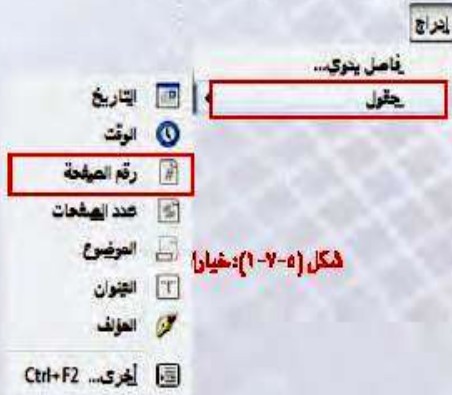 إدراج
فاصل يدوي...
حقول
التاريخ
الوقت
رقم الصفحة
عدد الصفحات
الموضوع
العنوان
المؤلف
أخرى... Ctrl+F2
شكل (٥-٧-١): خيارا